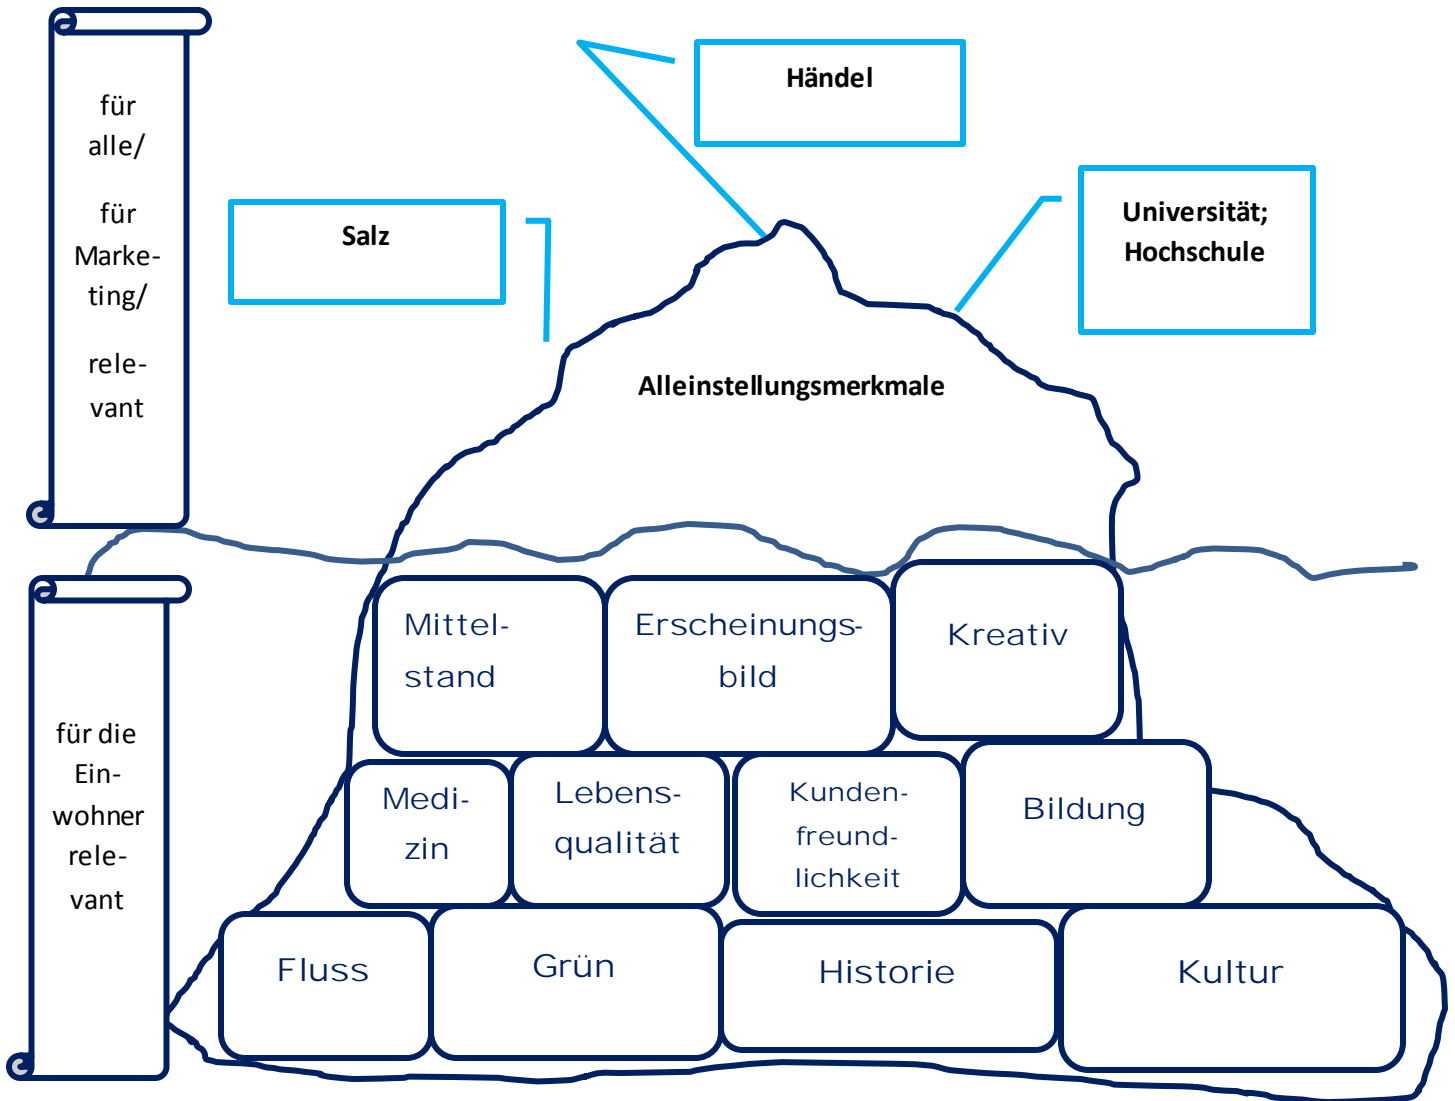 für
alle/
für
Marke-
ting/
rele-
vant
Händel
Salz
Universität;
Hochschule
Alleinstellungsmerkmale
für die
Ein-
wohner
rele-
vant
Mittel-
stand
Erscheinungs-
bild
Kreativ
Medi-
zin
Lebens-
qualität
Kunden-
freund-
lichkeit
Bildung
Fluss
Grün
Historie
Kultur